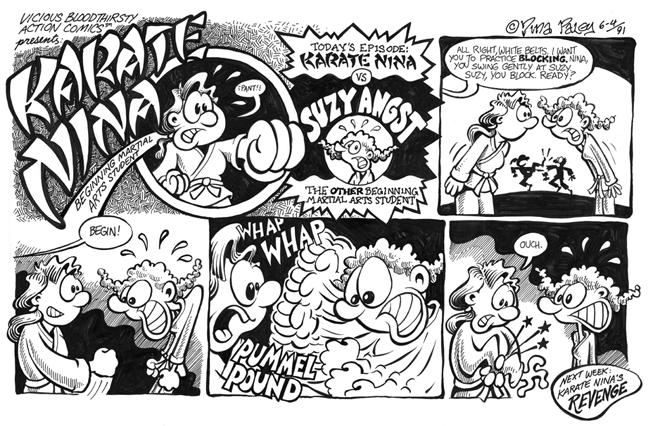 VICIOUS BLOODTHIRSTY
ACTION COMICS™
presents:
KARATE
NINA
BEGINNING MARTIAL
ARTS STUDENT
:PANT!:
TODAY'S EPISODE:
KARATE NINA
VS
SUZY ANGST
THE OTHER BEGINNING
MARTIAL ARTS STUDENT
© Nina Paley 6-4/91
ALL RIGHT, WHITE BELTS. I WANT
YOU TO PRACTICE BLOCKING. NINA,
YOU SWING GENTLY AT SUZY.
SUZY, YOU BLOCK. READY?
BEGIN!
WHAP
WHAP
PUMMEL
POUND
OUCH.
NEXT WEEK:
KARATE NINA'S
REVENGE